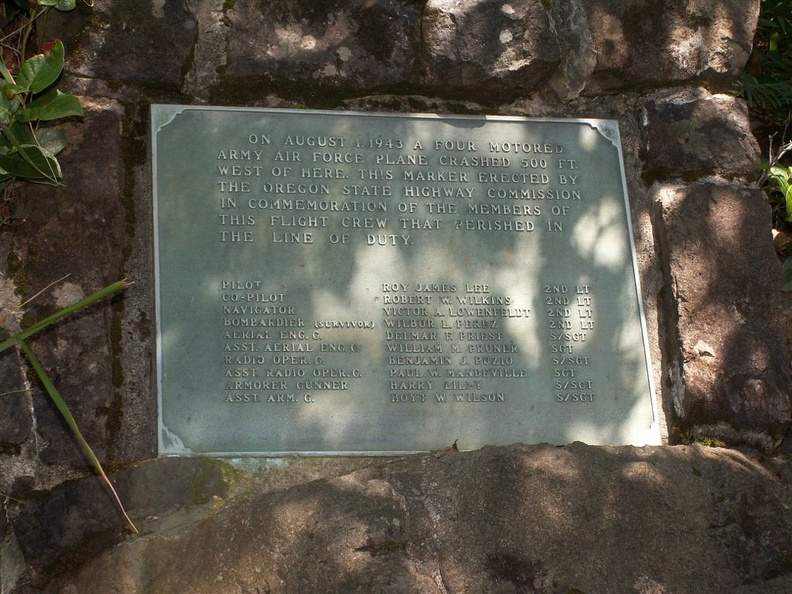 ON AUGUST 1, 1943 A FOUR MOTORED
ARMY AIR FORCE PLANE CRASHED 500 FT.
WEST OF HERE. THIS MARKER ERECTED BY
THE OREGON STATE HIGHWAY COMMISSION
IN COMMEMORATION OF THE MEMBERS OF
THIS FLIGHT CREW THAT PERISHED IN
THE LINE OF DUTY.
PILOT ROY JAMES LEE 2ND LT
CO-PILOT ROBERT W. WILKINS 2ND LT
NAVIGATOR VICTOR A. LOWENFELDT 2ND LT
BOMBARDIER (SURVIVOR) WILBUR L. PEREZ 2ND LT
AERIAL ENG. G. DELMAR F. PRIEST S/SGT
ASST. AERIAL ENG. G. WILLIAM M. PRUNER SGT
RADIO OPER. G. BENJAMIN J. PUZIO S/SGT
ASST RADIO OPER. G. PAUL W. MANDEVILLE SGT
ARMORER GUNNER HARRY LILLY S/SGT
ASST. ARM. G. HOYT W. WILSON S/SGT